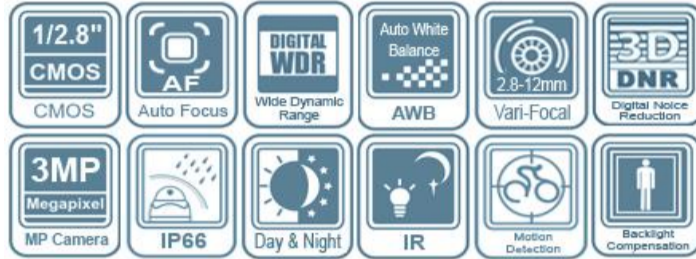 1/2.8"
CMOS
CMOS
AF
Auto Focus
DIGITAL
WDR
Wide Dynamic
Range
Auto White
Balance
AWB
2.8-12mm
Vari-Focal
3D
DNR
Digital Noice
Reduction
3MP
Megapixel
MP Camera
IP66
Day & Night
IR
Motion
Detection
Backlight
Compensation